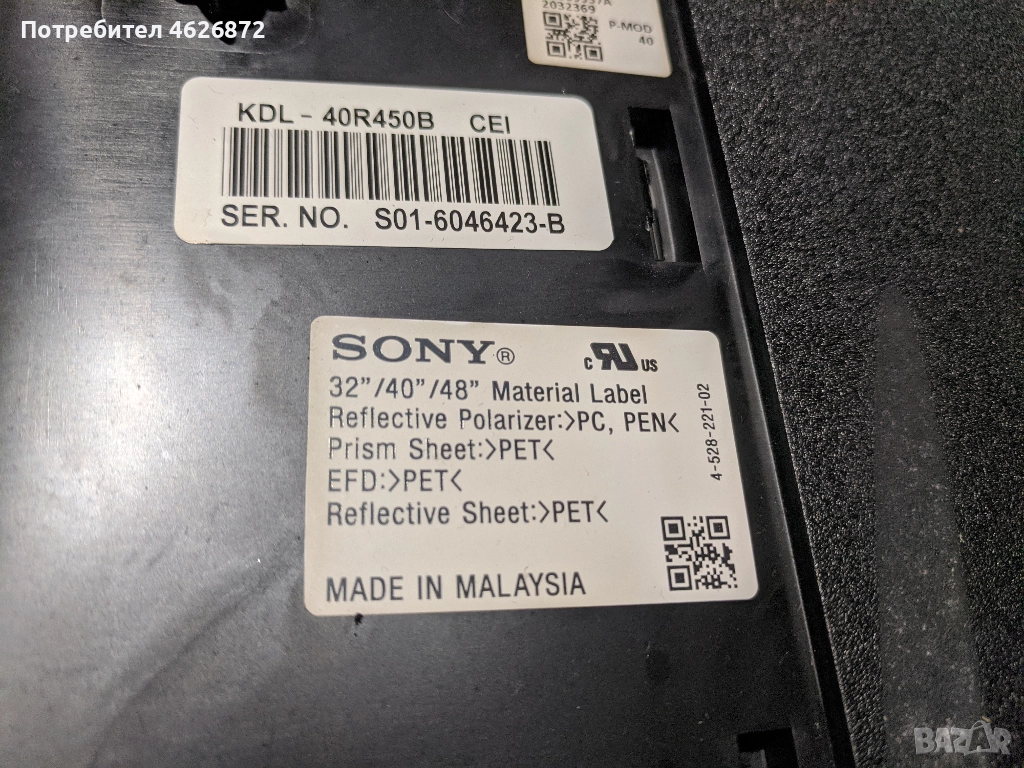 Потребител 4626872
2032369
P-MOD
40
KDL - 40R450B CEI
SER. NO. S01-6046423-B
SONY®
c RU US
32"/40"/48" Material Label
Reflective Polarizer:>PC, PEN<
Prism Sheet:>PET<
EFD:>PET<
Reflective Sheet:>PET<
4-528-221-02
MADE IN MALAYSIA
BAZAR